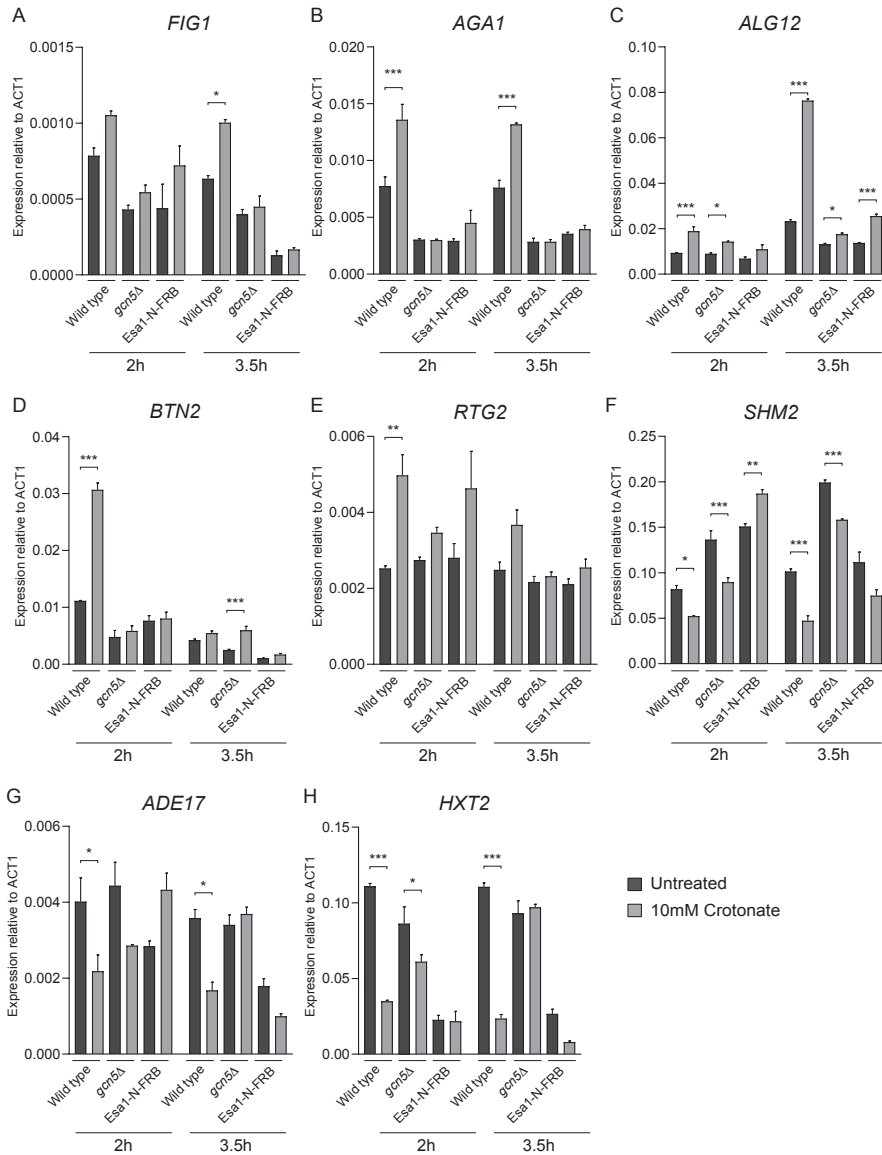 A
FIG1
Expression relative to ACT1
0.0015
0.0010
0.0005
0.0000
*
Wild type
gcn5Δ
Esa1-N-FRB
Wild type
gcn5Δ
Esa1-N-FRB
2h
3.5h
B
AGA1
Expression relative to ACT1
0.020
0.015
0.010
0.005
0.000
***
***
Wild type
gcn5Δ
Esa1-N-FRB
Wild type
gcn5Δ
Esa1-N-FRB
2h
3.5h
C
ALG12
Expression relative to ACT1
0.10
0.08
0.06
0.04
0.02
0.00
***
*
***
*
***
Wild type
gcn5Δ
Esa1-N-FRB
Wild type
gcn5Δ
Esa1-N-FRB
2h
3.5h
D
BTN2
Expression relative to ACT1
0.04
0.03
0.02
0.010
0.00
***
***
Wild type
gcn5Δ
Esa1-N-FRB
Wild type
gcn5Δ
Esa1-N-FRB
2h
3.5h
E
RTG2
Expression relative to ACT1
0.006
0.004
0.002
0.000
**
Wild type
gcn5Δ
Esa1-N-FRB
Wild type
gcn5Δ
Esa1-N-FRB
2h
3.5h
F
SHM2
Expression relative to ACT1
0.25
0.20
0.15
0.10
0.05
0.00
*
***
**
***
***
Wild type
gcn5Δ
Esa1-N-FRB
Wild type
gcn5Δ
Esa1-N-FRB
2h
3.5h
G
ADE17
Expression relative to ACT1
0.006
0.004
0.002
0.000
*
*
Wild type
gcn5Δ
Esa1-N-FRB
Wild type
gcn5Δ
Esa1-N-FRB
2h
3.5h
H
HXT2
Expression relative to ACT1
0.15
0.10
0.05
0.00
***
*
***
Wild type
gcn5Δ
Esa1-N-FRB
Wild type
gcn5Δ
Esa1-N-FRB
2h
3.5h
Untreated
10mM Crotonate